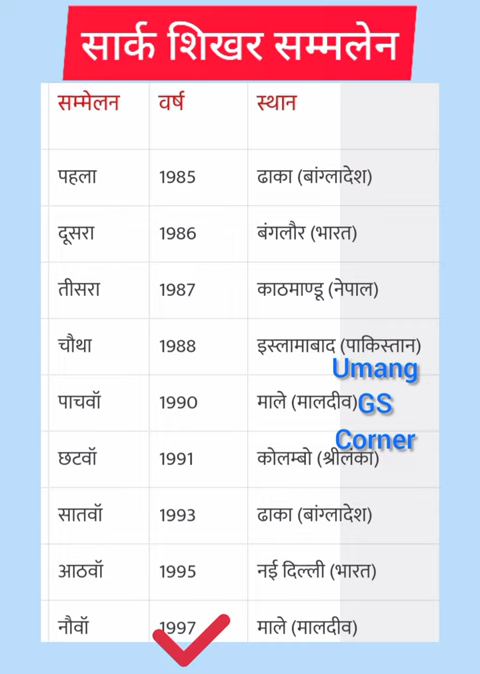 सार्क शिखर सम्मलेन
सम्मेलन वर्ष स्थान
पहला 1985 ढाका (बांग्लादेश)
दूसरा 1986 बंगलौर (भारत)
तीसरा 1987 काठमाण्डू (नेपाल)
चौथा 1988 इस्लामाबाद (पाकिस्तान)
Umang
पाचवॉ 1990 माले (मालदीव)
GS
Corner
छटवॉ 1991 कोलम्बो (श्रीलंका)
सातवॉ 1993 ढाका (बांग्लादेश)
आठवॉ 1995 नई दिल्ली (भारत)
नौवॉ 1997 माले (मालदीव)